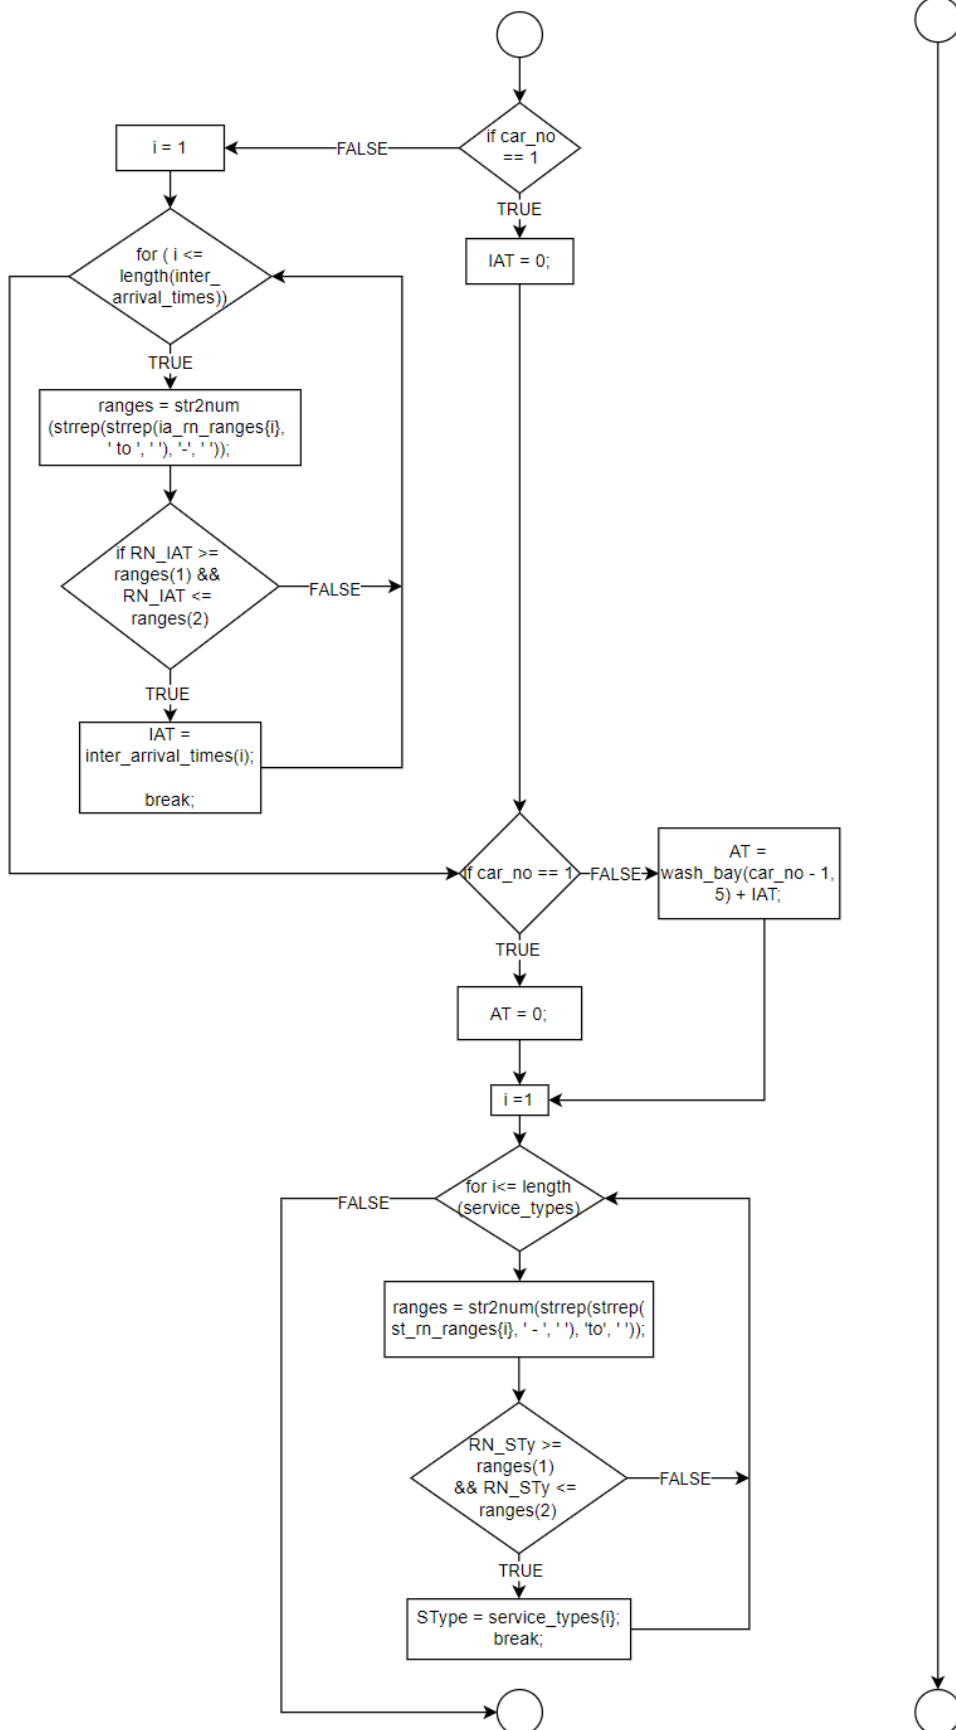 if car_no
== 1
FALSE
i = 1
TRUE
IAT = 0;
for ( i <=
length(inter_
arrival_times))
TRUE
ranges = str2num
(strrep(strrep(ia_rn_ranges{i},
' to ', ' '), '-', ' '));
if RN_IAT >=
ranges(1) &&
RN_IAT <=
ranges(2)
FALSE
TRUE
IAT =
inter_arrival_times(i);
break;
if car_no == 1
FALSE
AT =
wash_bay(car_no - 1,
5) + IAT;
TRUE
AT = 0;
i =1
for i<= length
(service_types)
FALSE
ranges = str2num(strrep(strrep(
st_rn_ranges{i}, ' - ', ' '), 'to', ' '));
RN_STy >=
ranges(1)
&& RN_STy <=
ranges(2)
FALSE
TRUE
SType = service_types{i};
break;